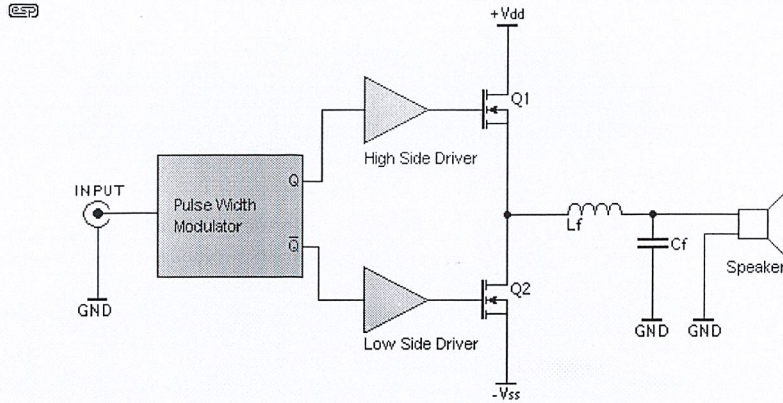 esp
+Vdd
Q1
High Side Driver
INPUT
Pulse Width
Modulator
Q
Q̅
Lf
Cf
Speaker
Q2
GND
GND
GND
Low Side Driver
-Vss